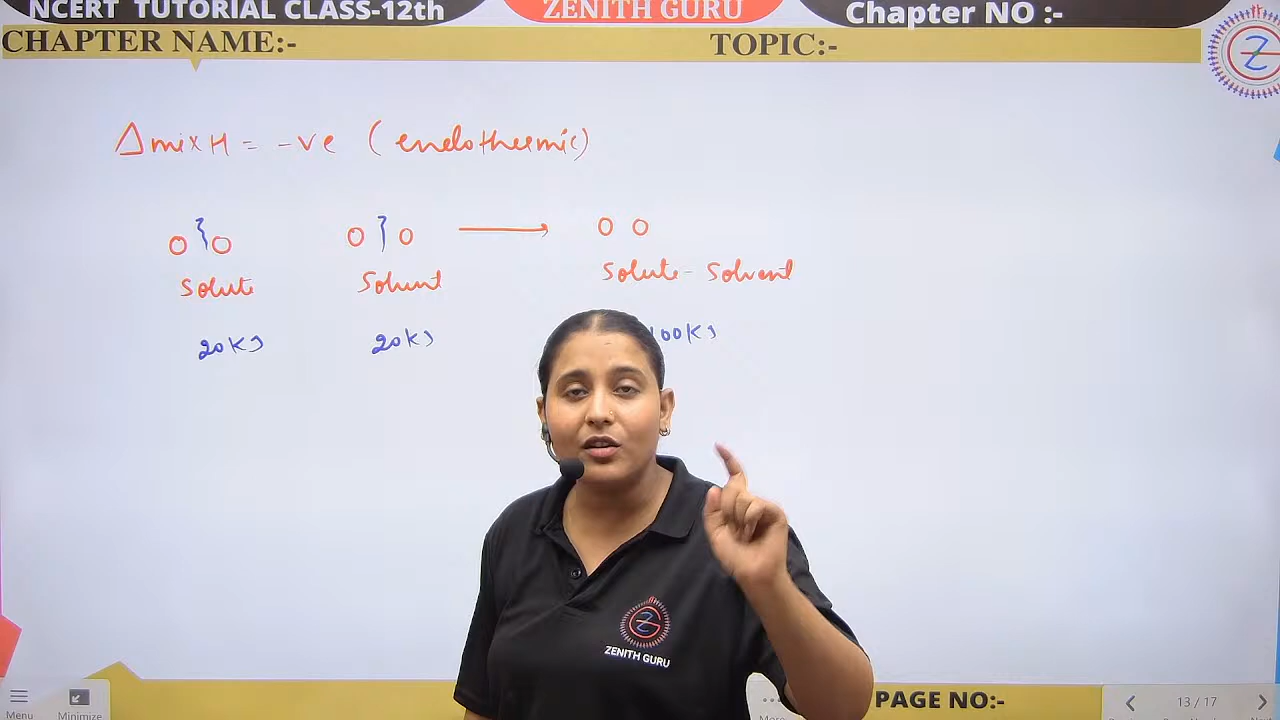 NCERT TUTORIAL CLASS-12th
ZENITH GURU
Chapter NO :-
CHAPTER NAME:-
TOPIC:-
Z
ΔmixH = -ve (endothermic)
Solute
Solvent
Solute - Solvent
20KJ
20KJ
100KJ
ZENITH GURU
PAGE NO:-
Menu
Minimize
13 / 17